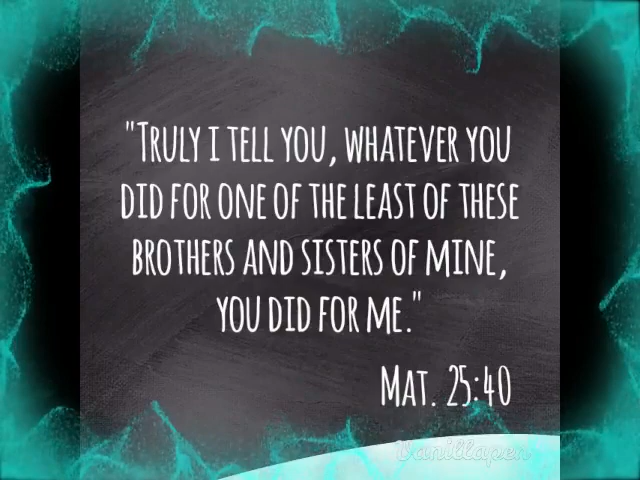 "Truly I tell you, whatever you
did for one of the least of these
brothers and sisters of mine,
you did for me."
Mat. 25:40
Vanillapen